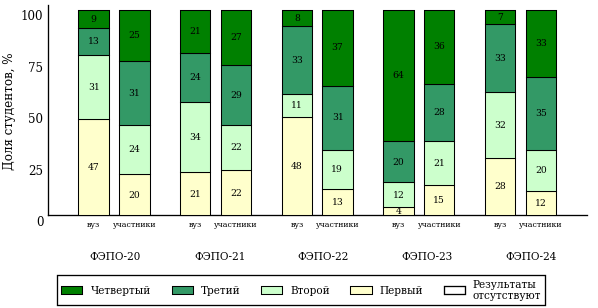 Доля студентов, %
100
75
50
25
0
9 25 21 27 8 37 64 36 7 33
13 31 24 29 33 31 20 28 33 35
31 24 34 22 11 19 12 21 32 20
47 20 21 22 48 13 4 15 28 12
вуз участники вуз участники вуз участники вуз участники вуз участники
ФЭПО-20 ФЭПО-21 ФЭПО-22 ФЭПО-23 ФЭПО-24
Четвертый Третий Второй Первый Результаты
отсутствуют